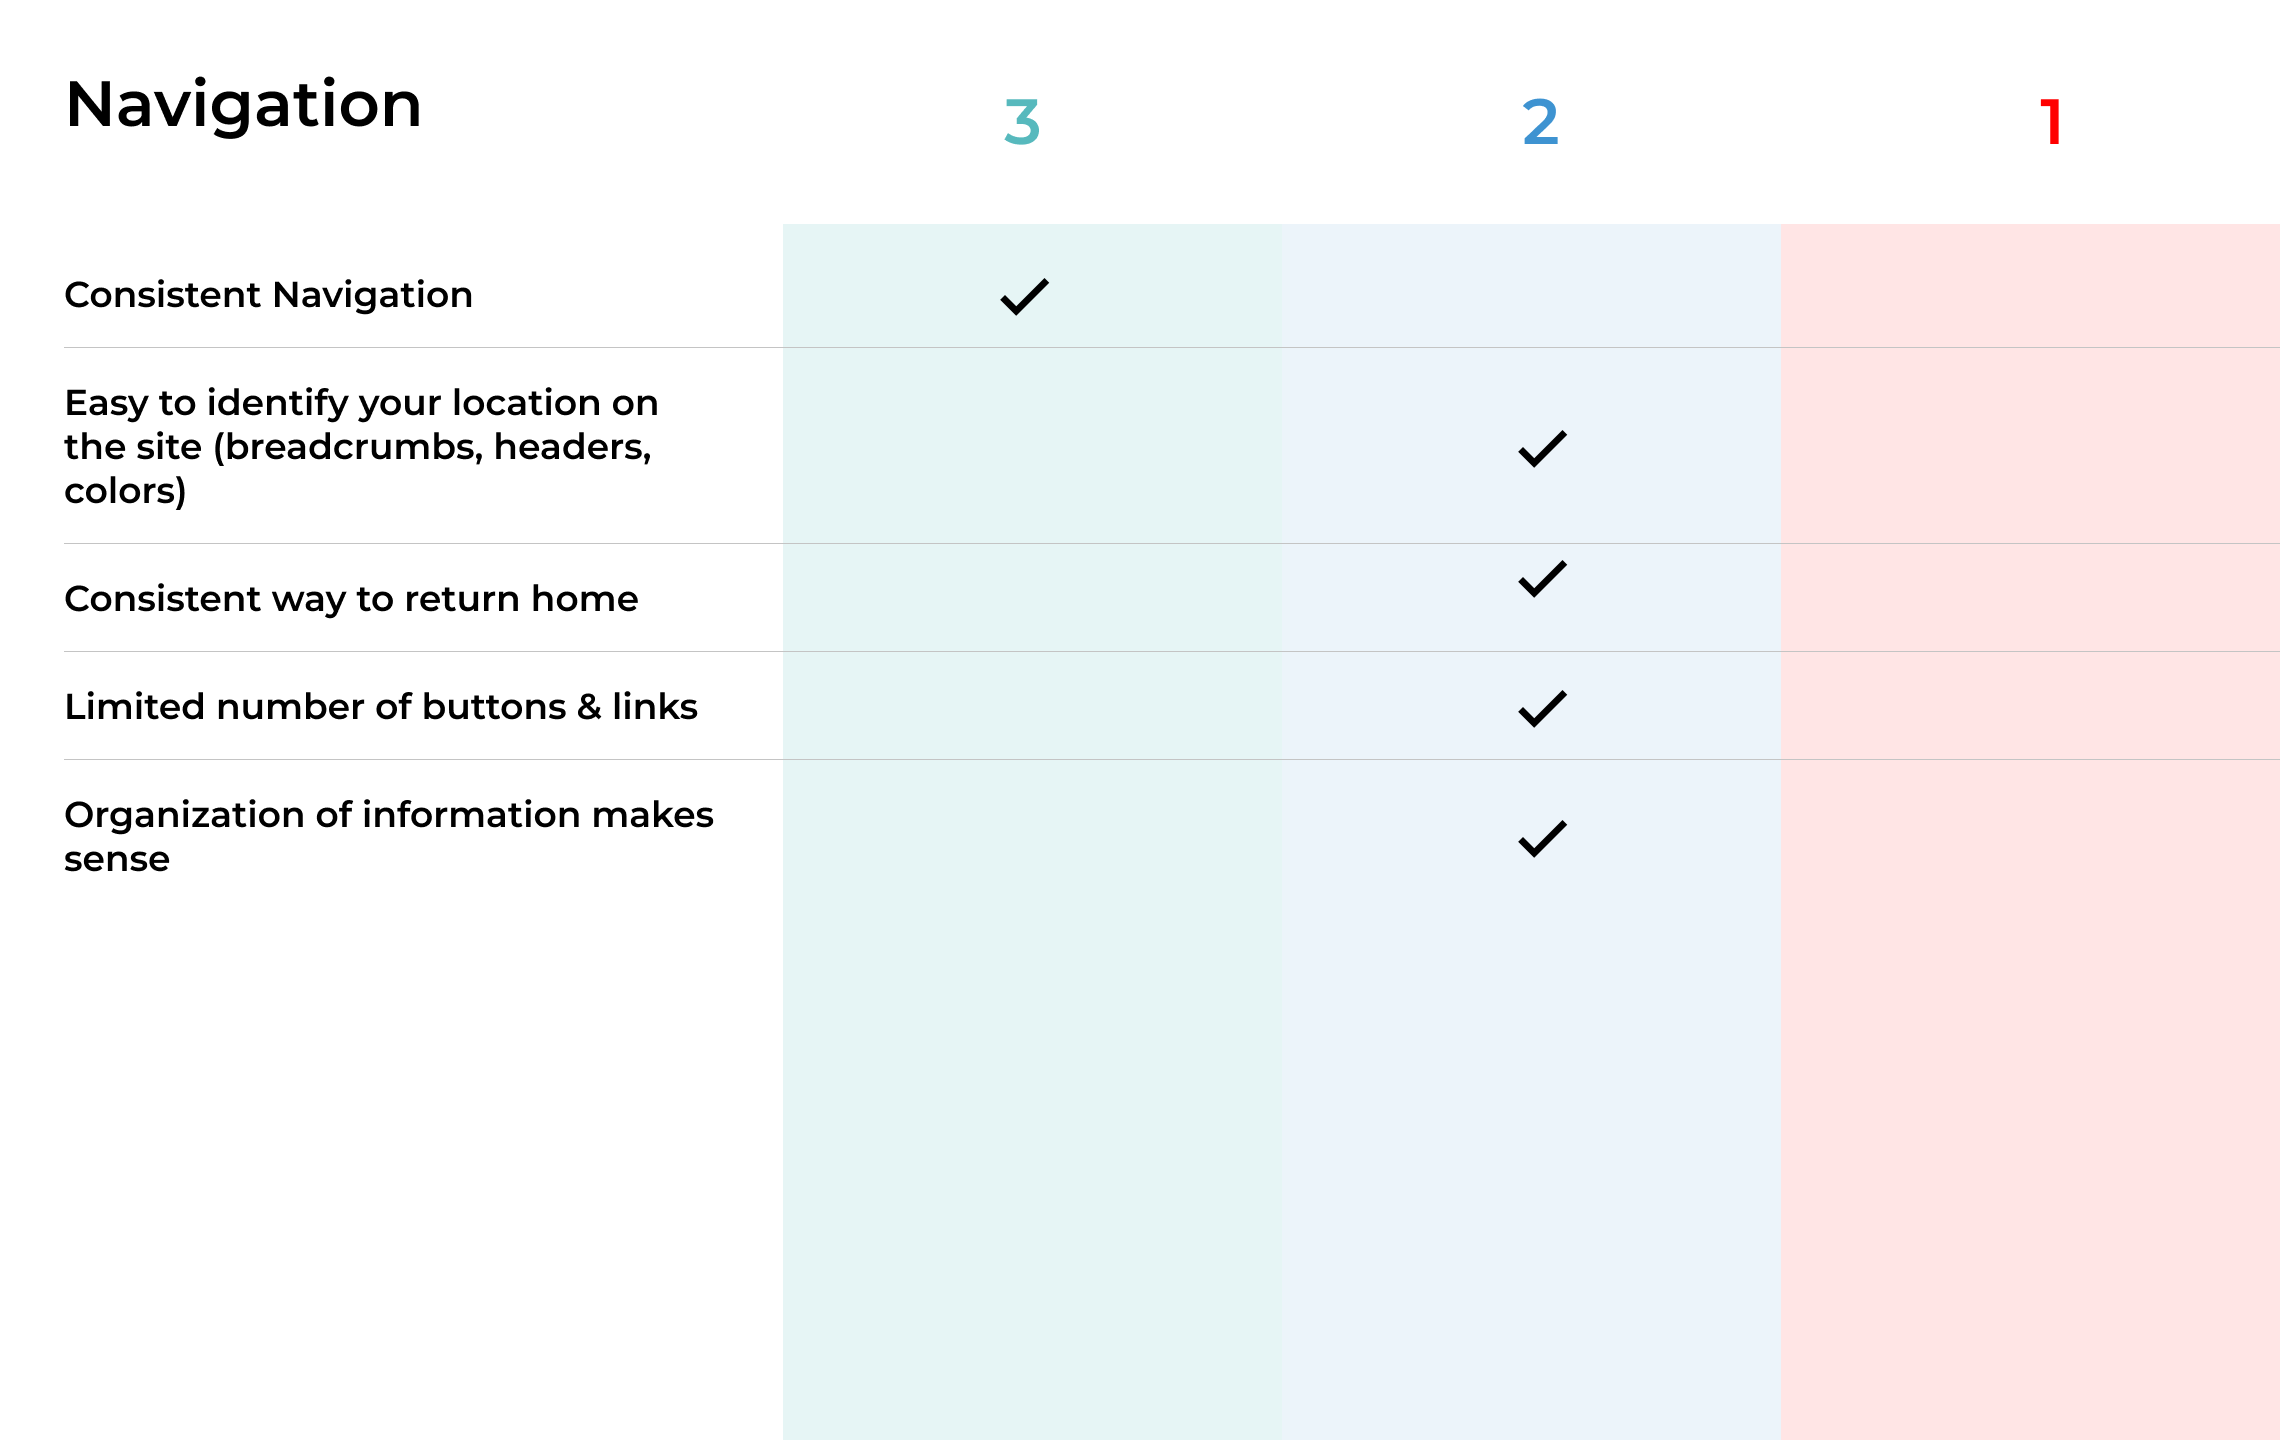 Navigation
3
2
1
Consistent Navigation
Easy to identify your location on
the site (breadcrumbs, headers,
colors)
Consistent way to return home
Limited number of buttons & links
Organization of information makes
sense